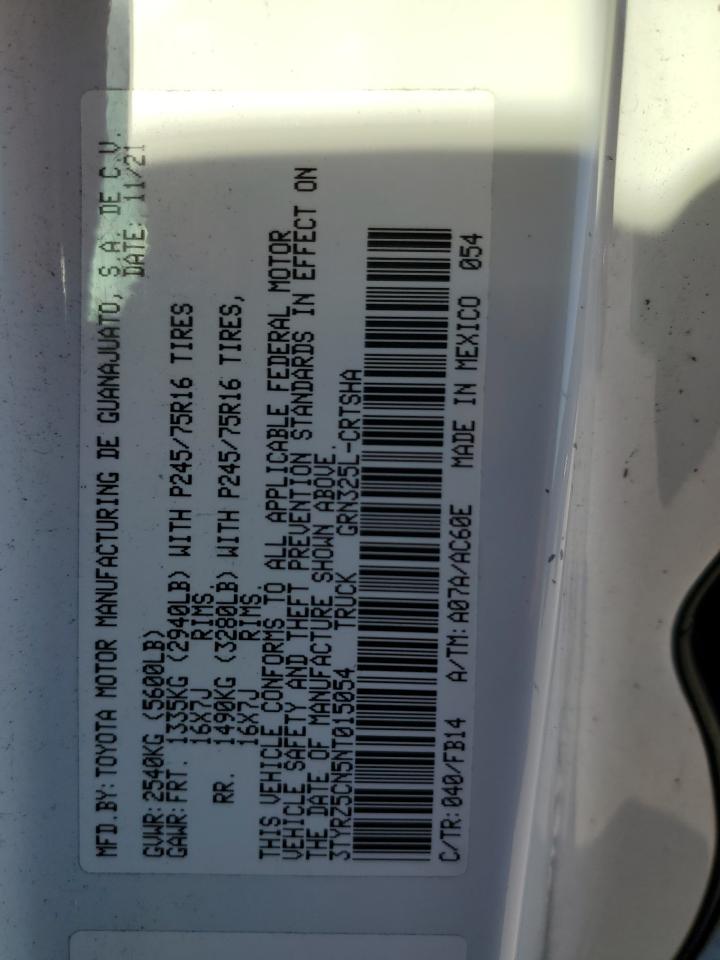 MFD.BY:TOYOTA MOTOR MANUFACTURING DE GUANAJUATO, S.A. DE C.V.
DATE: 11/21
GVWR:2540KG (5600LB)
GAWR:FRT. 1335KG (2940LB) WITH P245/75R16 TIRES
16X7J RIMS,
RR. 1490KG (3280LB) WITH P245/75R16 TIRES,
16X7J RIMS.
THIS VEHICLE CONFORMS TO ALL APPLICABLE FEDERAL MOTOR
VEHICLE SAFETY AND THEFT PREVENTION STANDARDS IN EFFECT ON
THE DATE OF MANUFACTURE SHOWN ABOVE.
3TYRZ5CN5NT015054 TRUCK GRN325L-CRTSHA
C/TR:040/FB14 A/TM:A07A/AC60E MADE IN MEXICO 054